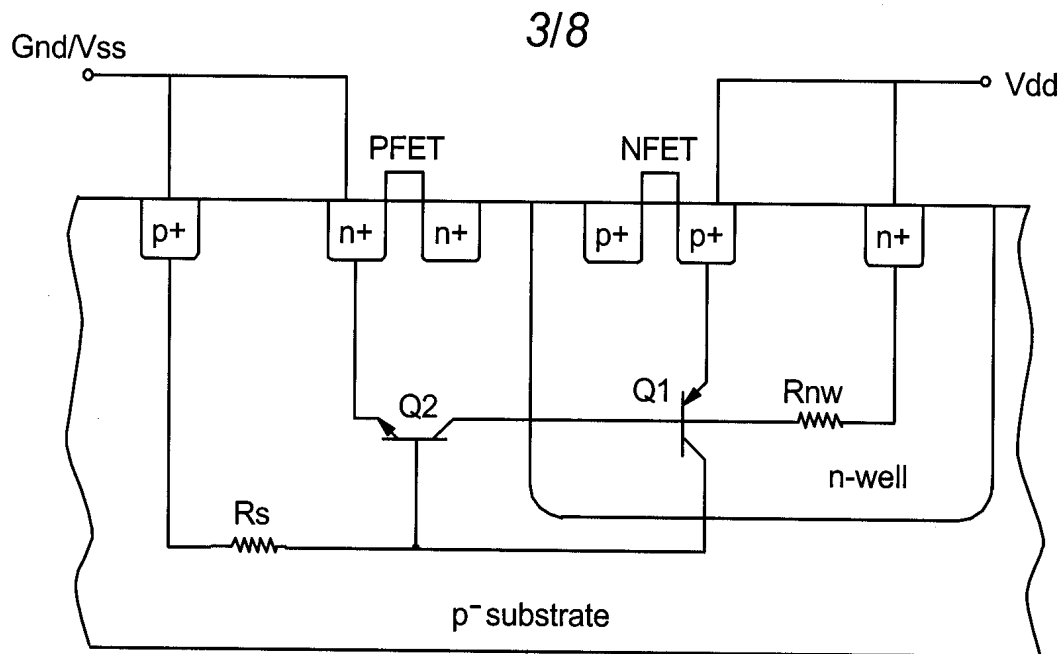 3/8
Gnd/Vss
Vdd
PFET
NFET
p+
n+
n+
p+
p+
n+
Q2
Q1
Rnw
n-well
Rs
p⁻ substrate